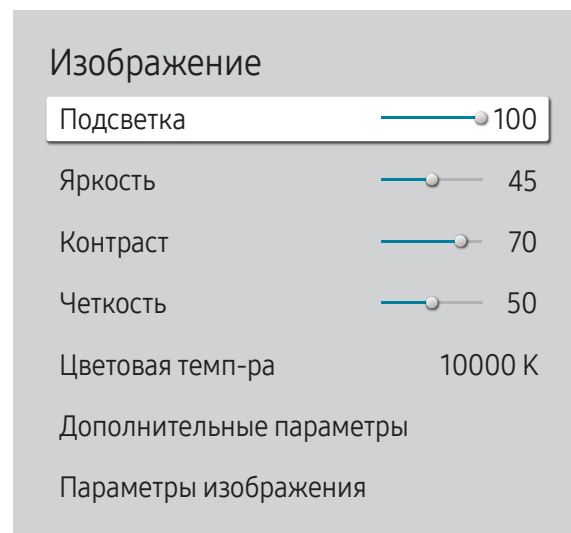 Изображение
Подсветка 100
Яркость 45
Контраст 70
Четкость 50
Цветовая темп-ра 10000 K
Дополнительные параметры
Параметры изображения